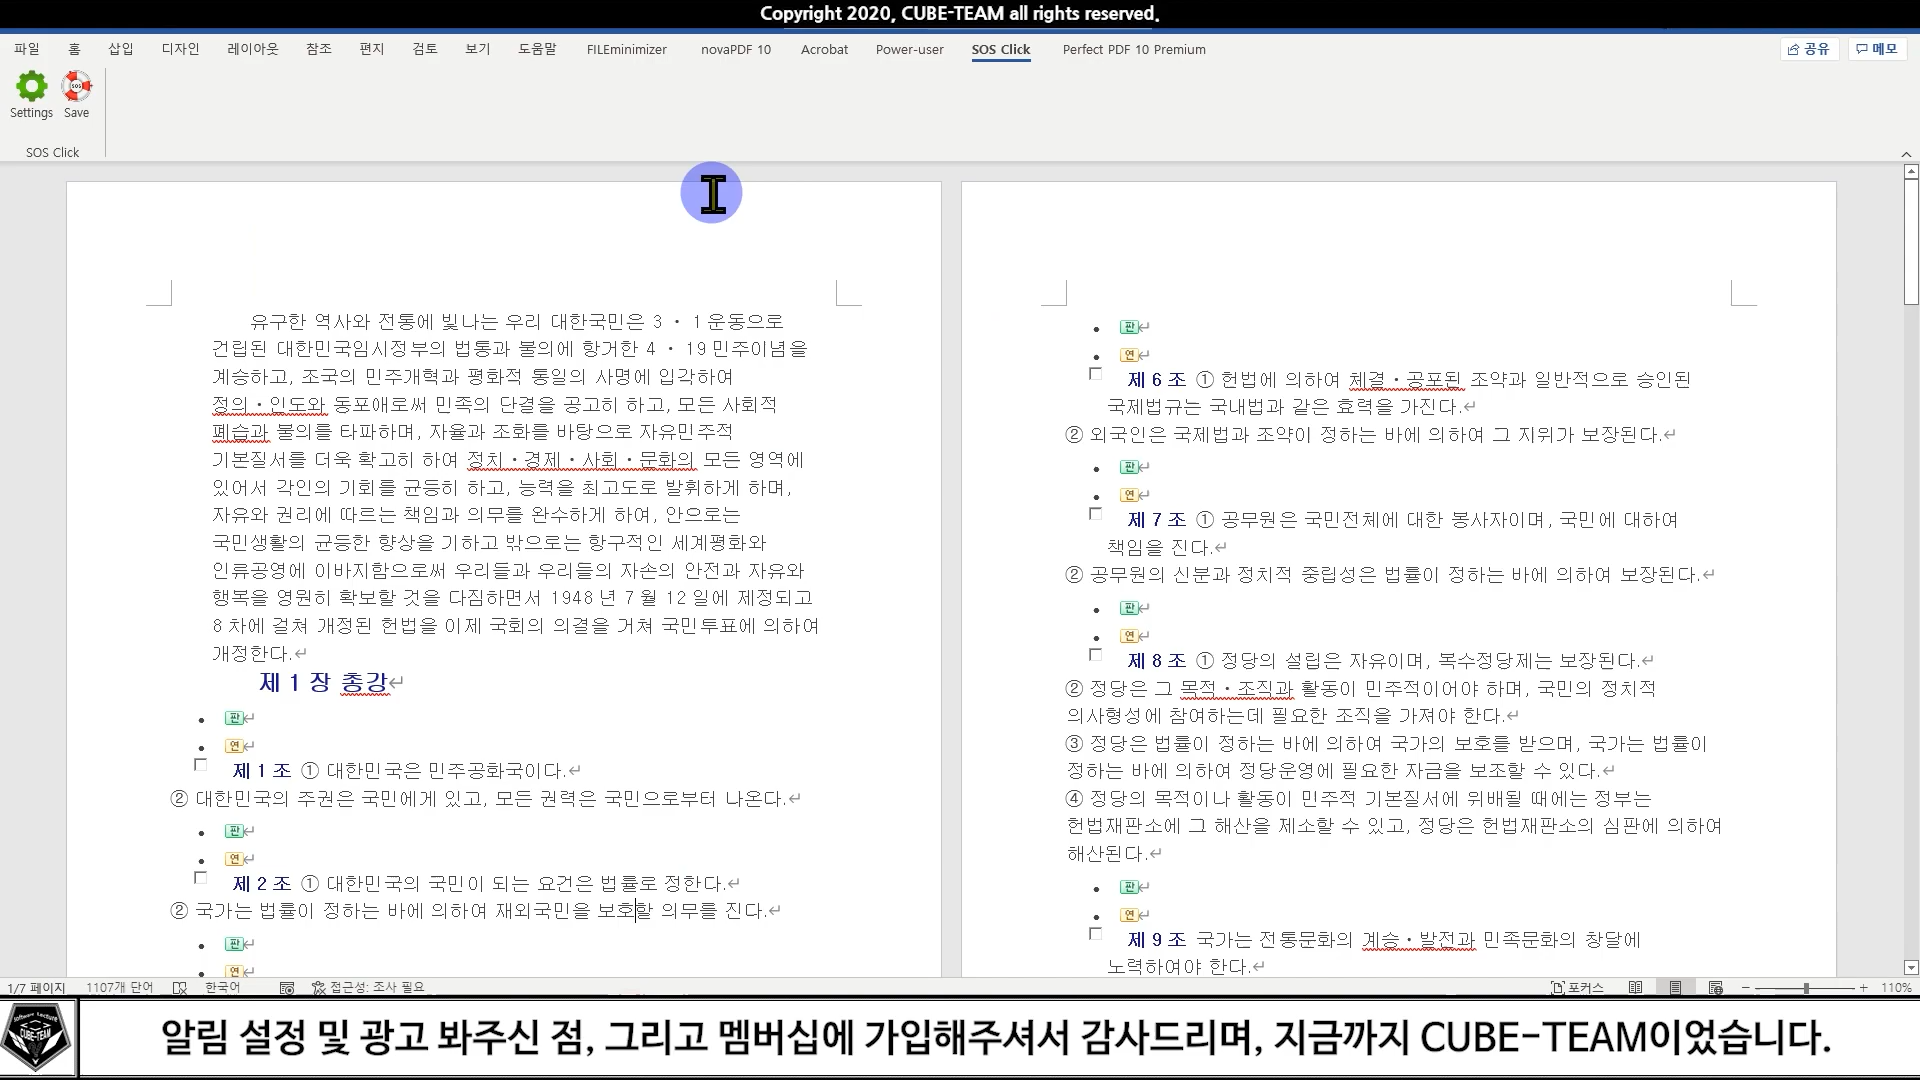 Copyright 2020, CUBE-TEAM all rights reserved.
파일 홈 삽입 디자인 레이아웃 참조 편지 검토 보기 도움말 FILEminimizer novaPDF 10 Acrobat Power-user SOS Click Perfect PDF 10 Premium 공유 메모
Settings Save
SOS Click
유구한 역사와 전통에 빛나는 우리 대한국민은 3 · 1 운동으로
건립된 대한민국임시정부의 법통과 불의에 항거한 4 · 19 민주이념을
계승하고, 조국의 민주개혁과 평화적 통일의 사명에 입각하여
정의·인도와 동포애로써 민족의 단결을 공고히 하고, 모든 사회적
폐습과 불의를 타파하며, 자율과 조화를 바탕으로 자유민주적
기본질서를 더욱 확고히 하여 정치·경제·사회·문화의 모든 영역에
있어서 각인의 기회를 균등히 하고, 능력을 최고도로 발휘하게 하며,
자유와 권리에 따르는 책임과 의무를 완수하게 하여, 안으로는
국민생활의 균등한 향상을 기하고 밖으로는 항구적인 세계평화와
인류공영에 이바지함으로써 우리들과 우리들의 자손의 안전과 자유와
행복을 영원히 확보할 것을 다짐하면서 1948 년 7 월 12 일에 제정되고
8 차에 걸쳐 개정된 헌법을 이제 국회의 의결을 거쳐 국민투표에 의하여
개정한다.↵
제 1 장 총강↵
• 판↵
• 연↵
제 1 조 ① 대한민국은 민주공화국이다.↵
② 대한민국의 주권은 국민에게 있고, 모든 권력은 국민으로부터 나온다.↵
• 판↵
• 연↵
제 2 조 ① 대한민국의 국민이 되는 요건은 법률로 정한다.↵
② 국가는 법률이 정하는 바에 의하여 재외국민을 보호할 의무를 진다.↵
• 판↵
• 연↵
• 판↵
• 연↵
제 6 조 ① 헌법에 의하여 체결·공포된 조약과 일반적으로 승인된
국제법규는 국내법과 같은 효력을 가진다.↵
② 외국인은 국제법과 조약이 정하는 바에 의하여 그 지위가 보장된다.↵
• 판↵
• 연↵
제 7 조 ① 공무원은 국민전체에 대한 봉사자이며, 국민에 대하여
책임을 진다.↵
② 공무원의 신분과 정치적 중립성은 법률이 정하는 바에 의하여 보장된다.↵
• 판↵
• 연↵
제 8 조 ① 정당의 설립은 자유이며, 복수정당제는 보장된다.↵
② 정당은 그 목적·조직과 활동이 민주적이어야 하며, 국민의 정치적
의사형성에 참여하는데 필요한 조직을 가져야 한다.↵
③ 정당은 법률이 정하는 바에 의하여 국가의 보호를 받으며, 국가는 법률이
정하는 바에 의하여 정당운영에 필요한 자금을 보조할 수 있다.↵
④ 정당의 목적이나 활동이 민주적 기본질서에 위배될 때에는 정부는
헌법재판소에 그 해산을 제소할 수 있고, 정당은 헌법재판소의 심판에 의하여
해산된다.↵
• 판↵
• 연↵
제 9 조 국가는 전통문화의 계승·발전과 민족문화의 창달에
노력하여야 한다.↵
1/7 페이지 1107개 단어 한국어 접근성: 조사 필요 포커스 110%
Software Lecture
CUBE-TEAM
알림 설정 및 광고 봐주신 점, 그리고 멤버십에 가입해주셔서 감사드리며, 지금까지 CUBE-TEAM이었습니다.